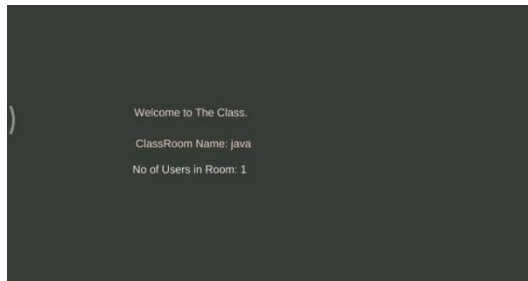 Welcome to The Class.
ClassRoom Name: java
No of Users in Room: 1